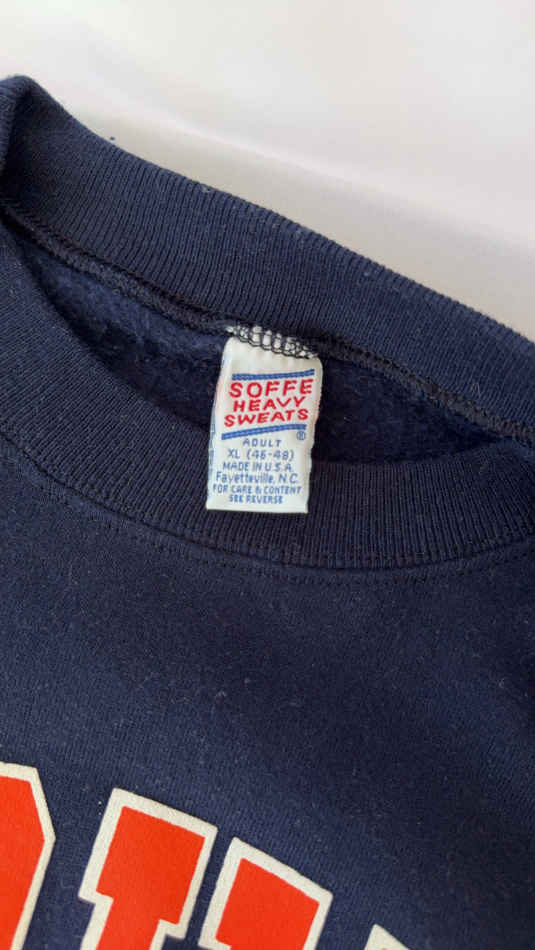 SOFFE
HEAVY
SWEATS®
ADULT
XL (46-48)
MADE IN U.S.A.
Fayetteville, N.C.
FOR CARE & CONTENT
SEE REVERSE